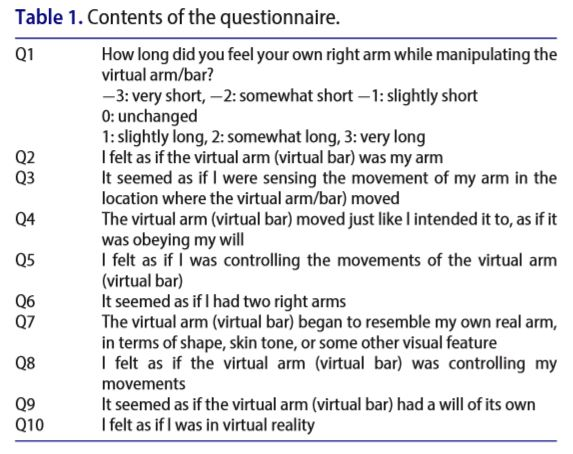 Table 1. Contents of the questionnaire.
Q1 How long did you feel your own right arm while manipulating the
virtual arm/bar?
−3: very short, −2: somewhat short −1: slightly short
0: unchanged
1: slightly long, 2: somewhat long, 3: very long
Q2 I felt as if the virtual arm (virtual bar) was my arm
Q3 It seemed as if I were sensing the movement of my arm in the
location where the virtual arm/bar) moved
Q4 The virtual arm (virtual bar) moved just like I intended it to, as if it
was obeying my will
Q5 I felt as if I was controlling the movements of the virtual arm
(virtual bar)
Q6 It seemed as if I had two right arms
Q7 The virtual arm (virtual bar) began to resemble my own real arm,
in terms of shape, skin tone, or some other visual feature
Q8 I felt as if the virtual arm (virtual bar) was controlling my
movements
Q9 It seemed as if the virtual arm (virtual bar) had a will of its own
Q10 I felt as if I was in virtual reality